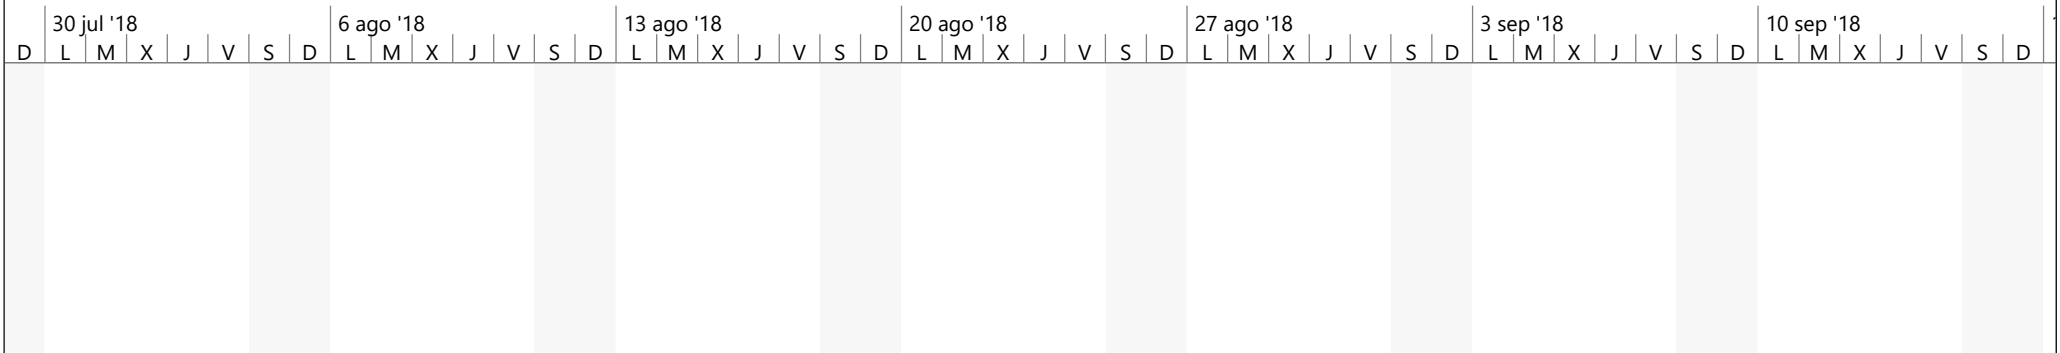 30 jul '18 6 ago '18 13 ago '18 20 ago '18 27 ago '18 3 sep '18 10 sep '18
D L M X J V S D L M X J V S D L M X J V S D L M X J V S D L M X J V S D L M X J V S D L M X J V S D